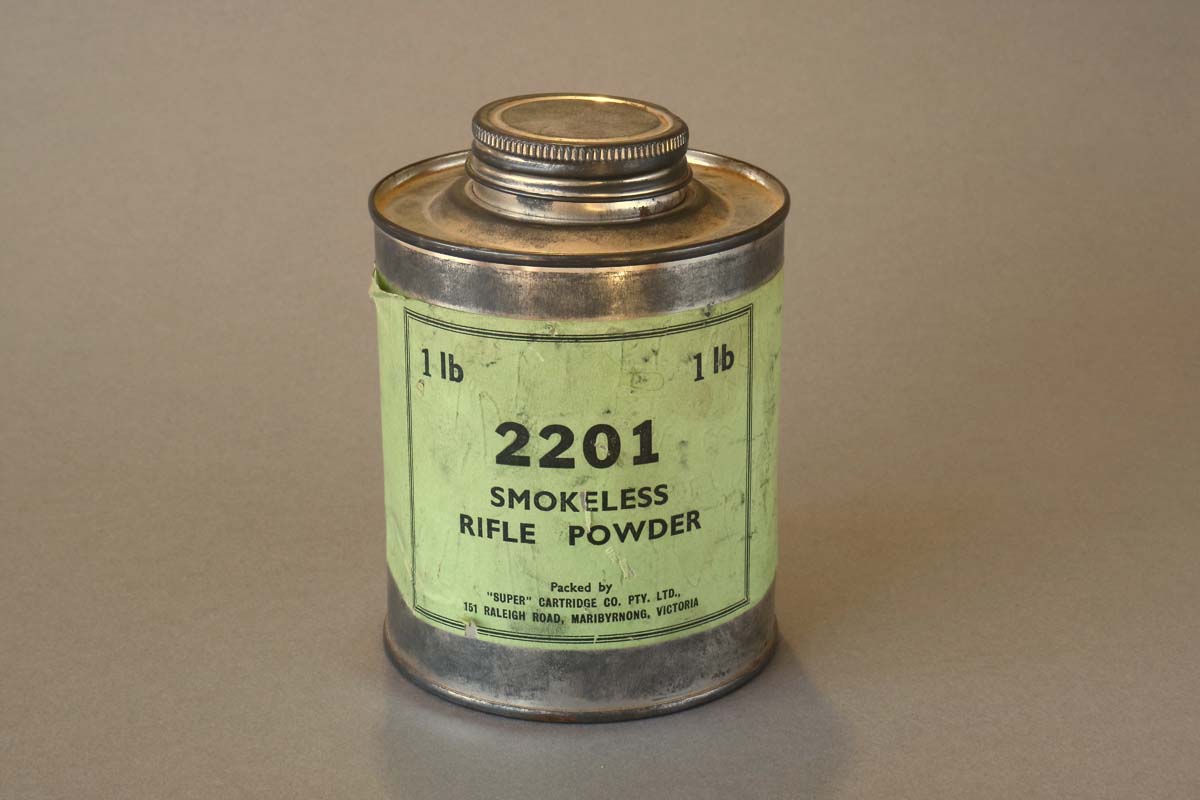 1 lb 1 lb
2201
SMOKELESS
RIFLE POWDER
Packed by
"SUPER" CARTRIDGE CO. PTY. LTD.,
151 RALEIGH ROAD, MARIBYRNONG, VICTORIA